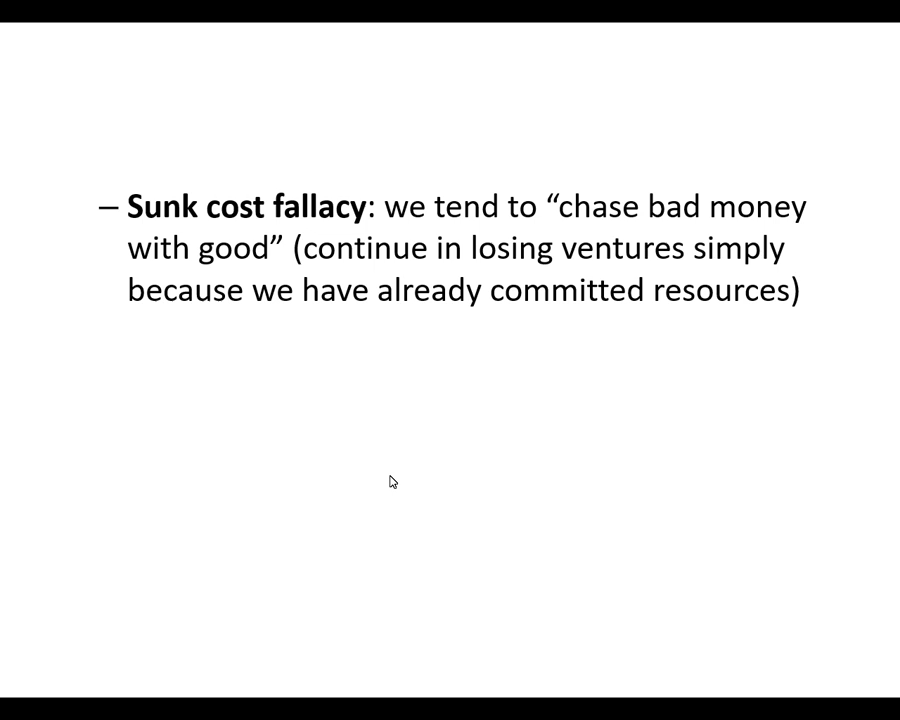 – Sunk cost fallacy: we tend to “chase bad money
with good” (continue in losing ventures simply
because we have already committed resources)